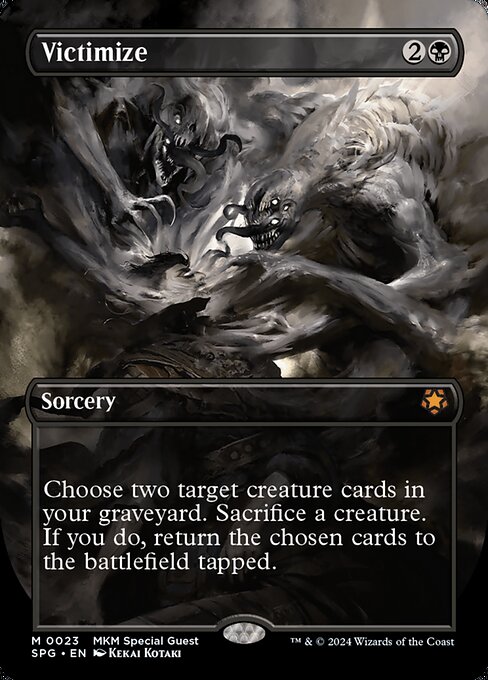 Victimize 2
Sorcery
Choose two target creature cards in
your graveyard. Sacrifice a creature.
If you do, return the chosen cards to
the battlefield tapped.
M 0023 MKM Special Guest
SPG • EN Kekai Kotaki
™ & © 2024 Wizards of the Coast